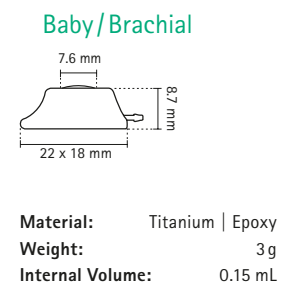 Baby/Brachial
7.6 mm
8.7 mm
22 x 18 mm
Material: Titanium | Epoxy
Weight: 3 g
Internal Volume: 0.15 mL